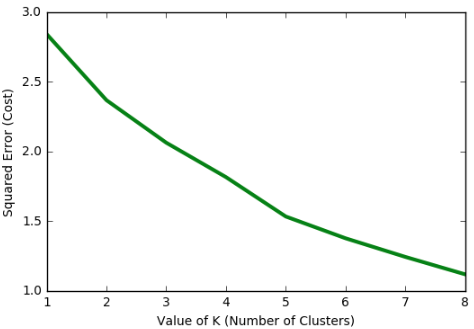 3.0
2.5
2.0
1.5
1.0
1 2 3 4 5 6 7 8
Squared Error (Cost)
Value of K (Number of Clusters)